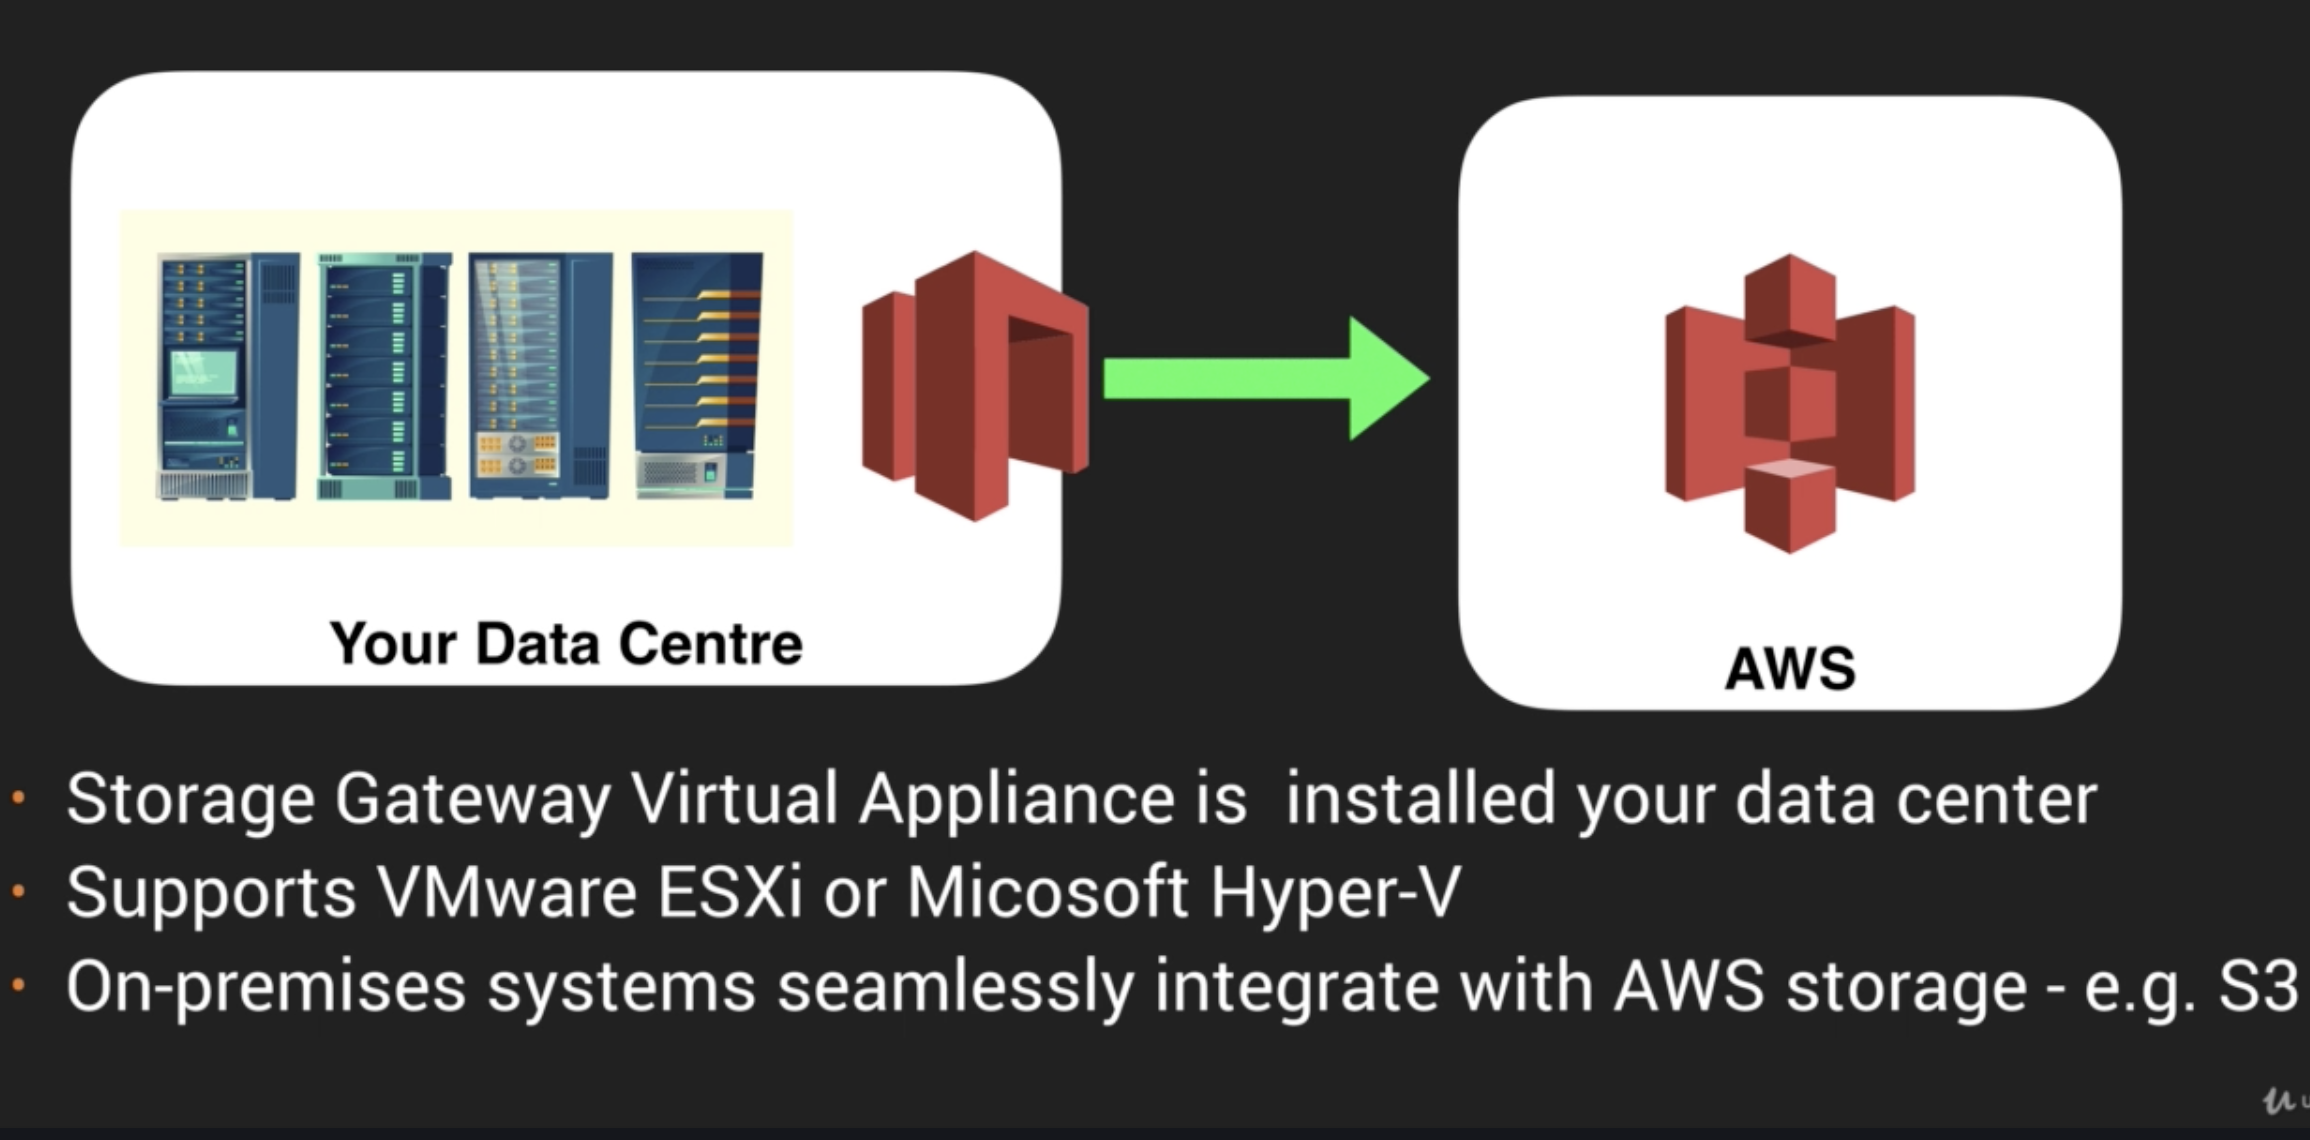 Your Data Centre
AWS
· Storage Gateway Virtual Appliance is  installed your data center
· Supports VMware ESXi or Micosoft Hyper-V
· On-premises systems seamlessly integrate with AWS storage - e.g. S3